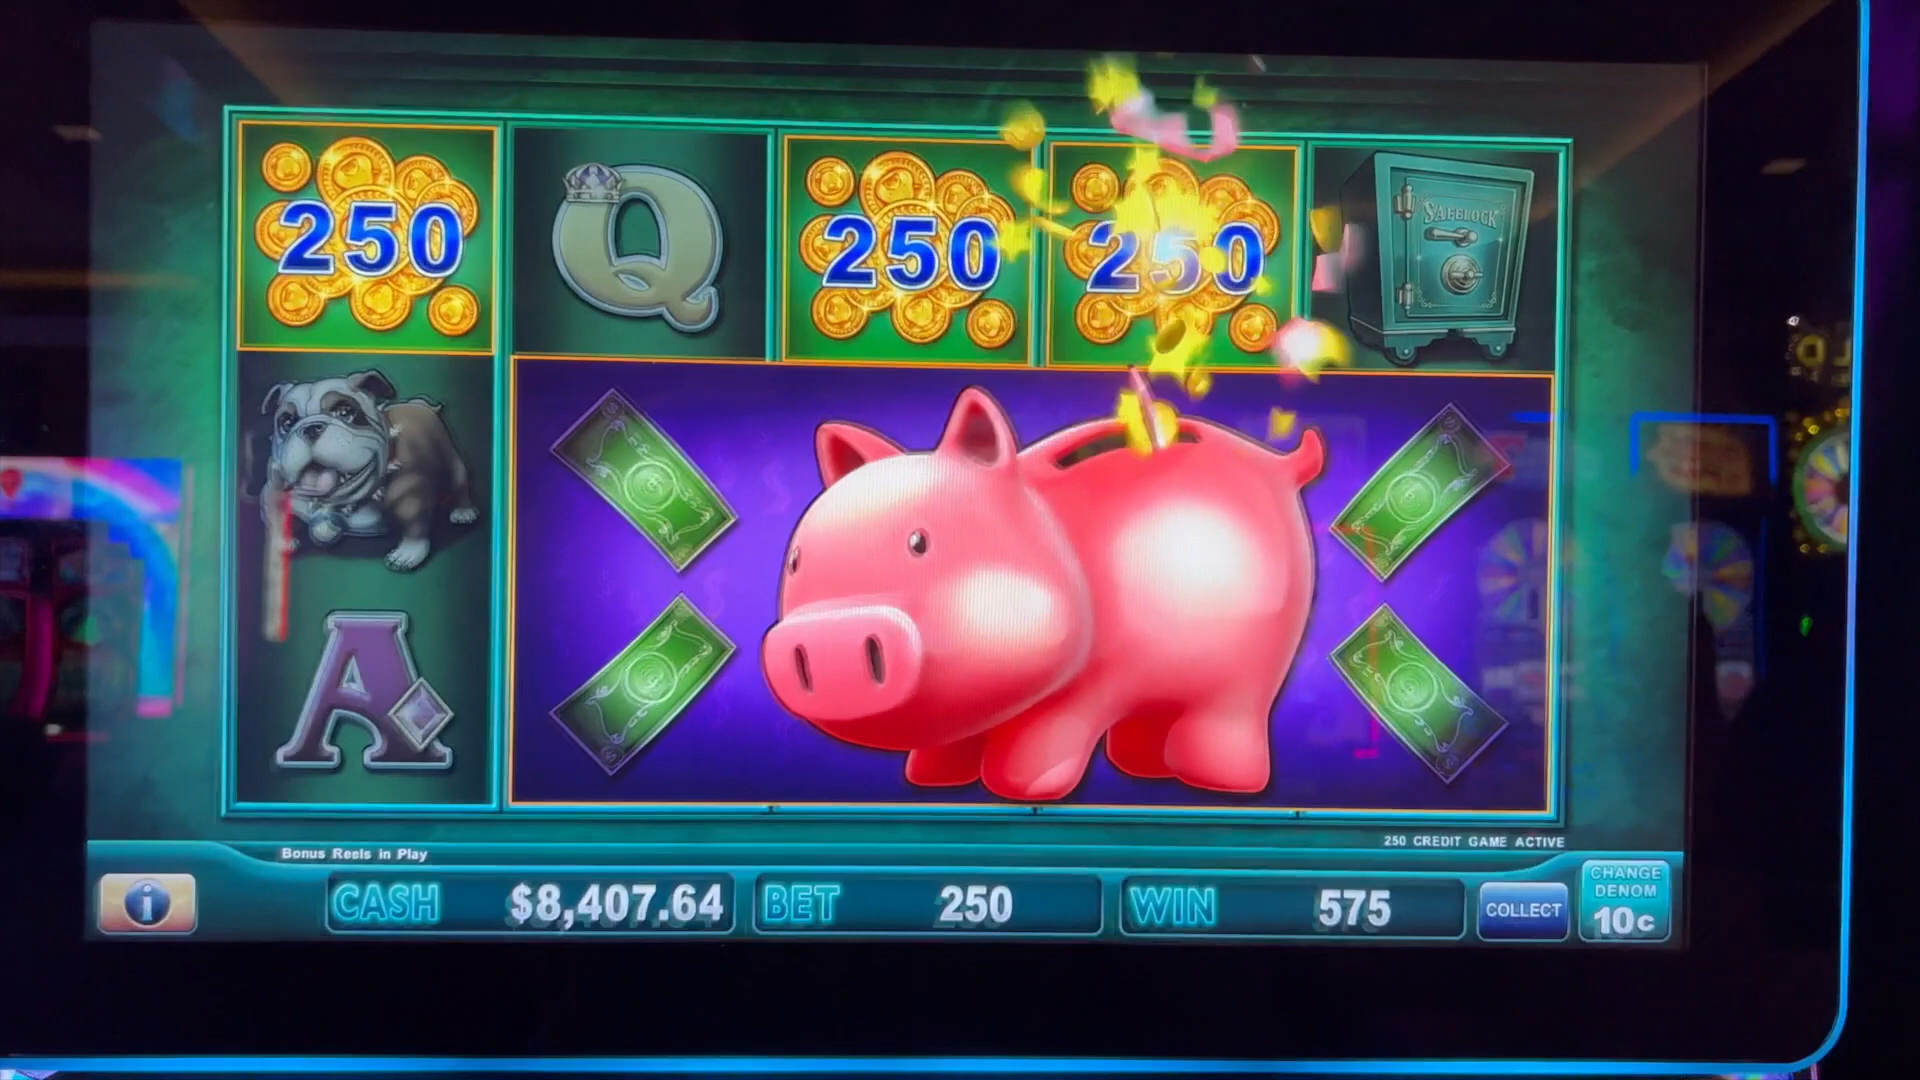 250
Q
250
250
SAFELOCK
A
250 CREDIT GAME ACTIVE
Bonus Reels in Play
i
CASH $8,407.64
BET 250
WIN 575
COLLECT
CHANGE
DENOM
10c